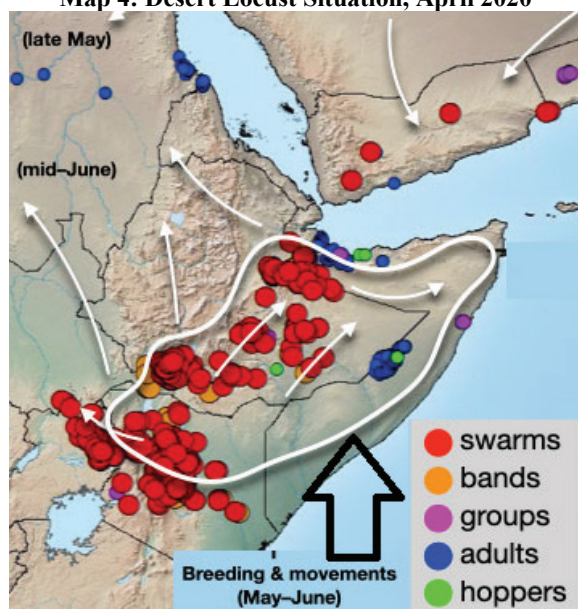 Map 4: Desert Locust Situation, April 2020
(late May)
(mid–June)
swarms
bands
groups
adults
hoppers
Breeding & movements
(May–June)